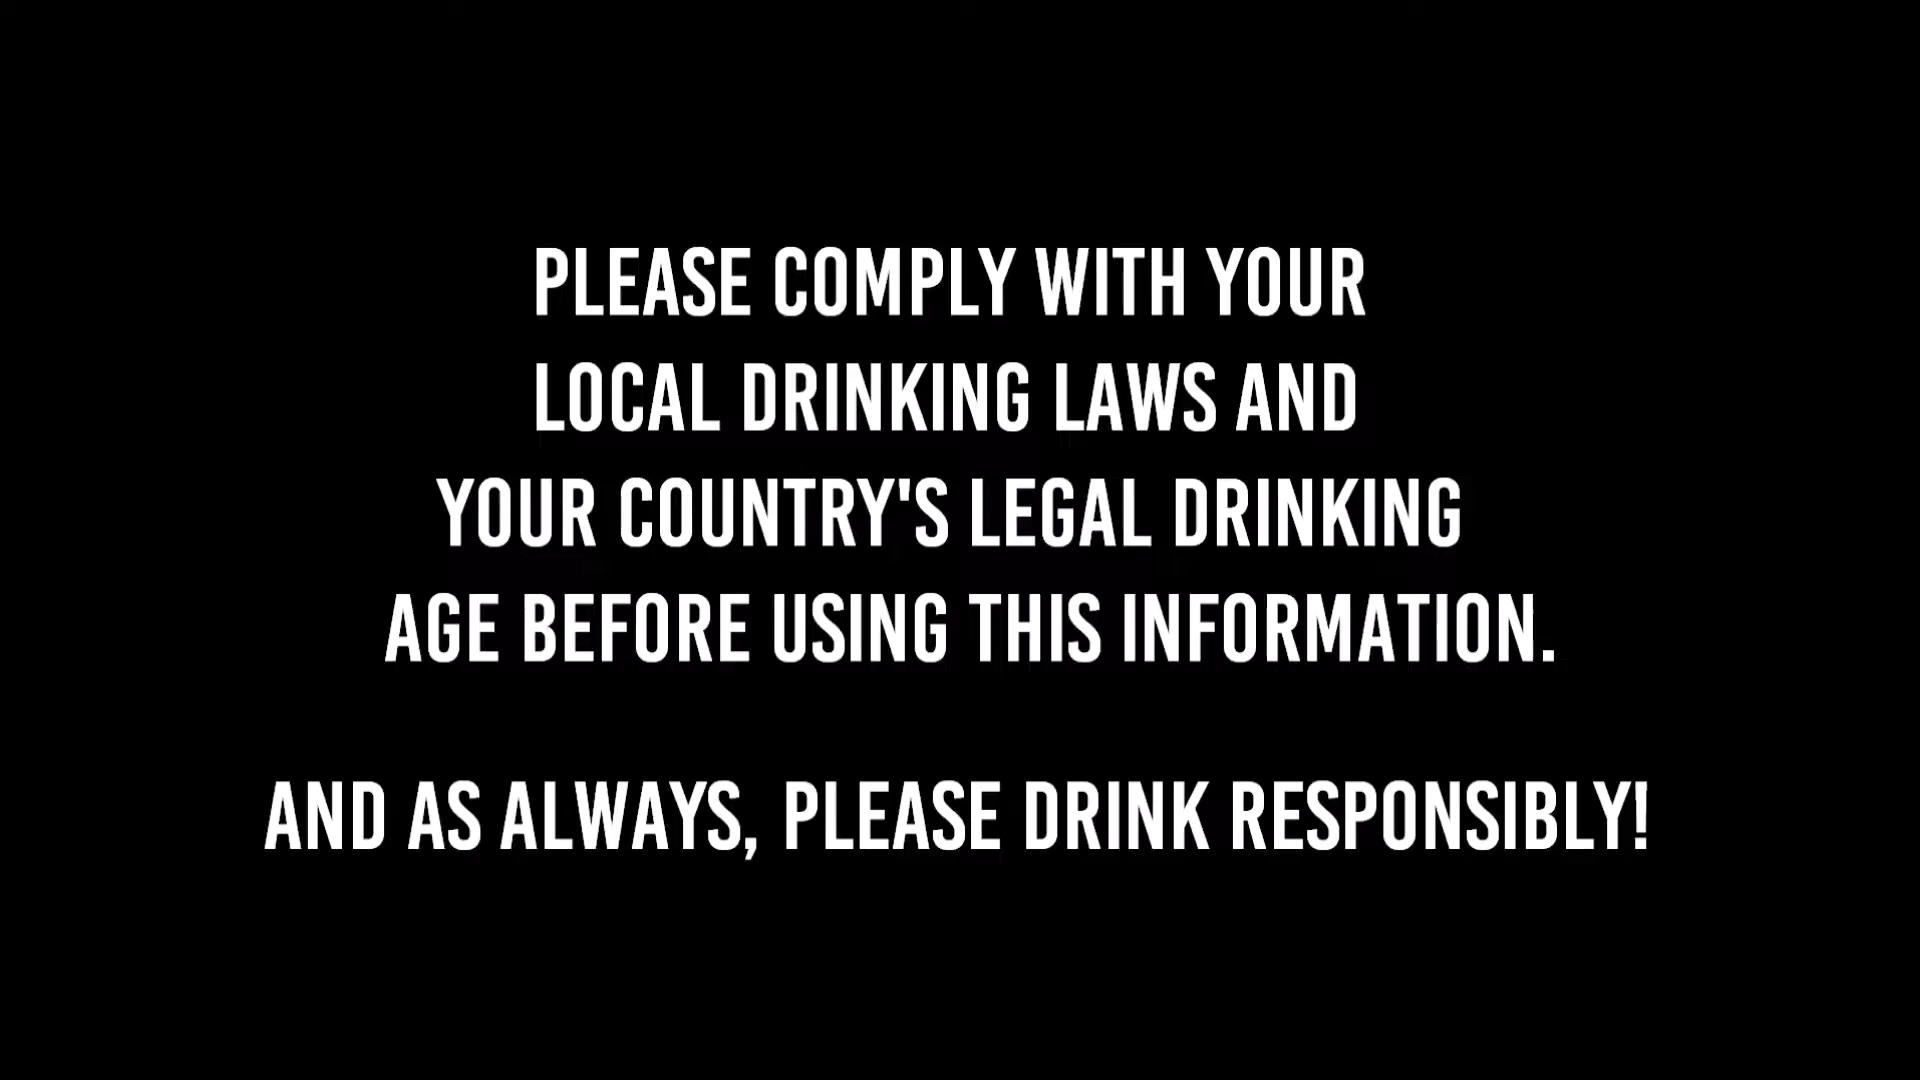 PLEASE COMPLY WITH YOUR
LOCAL DRINKING LAWS AND
YOUR COUNTRY'S LEGAL DRINKING
AGE BEFORE USING THIS INFORMATION.
AND AS ALWAYS, PLEASE DRINK RESPONSIBLY!